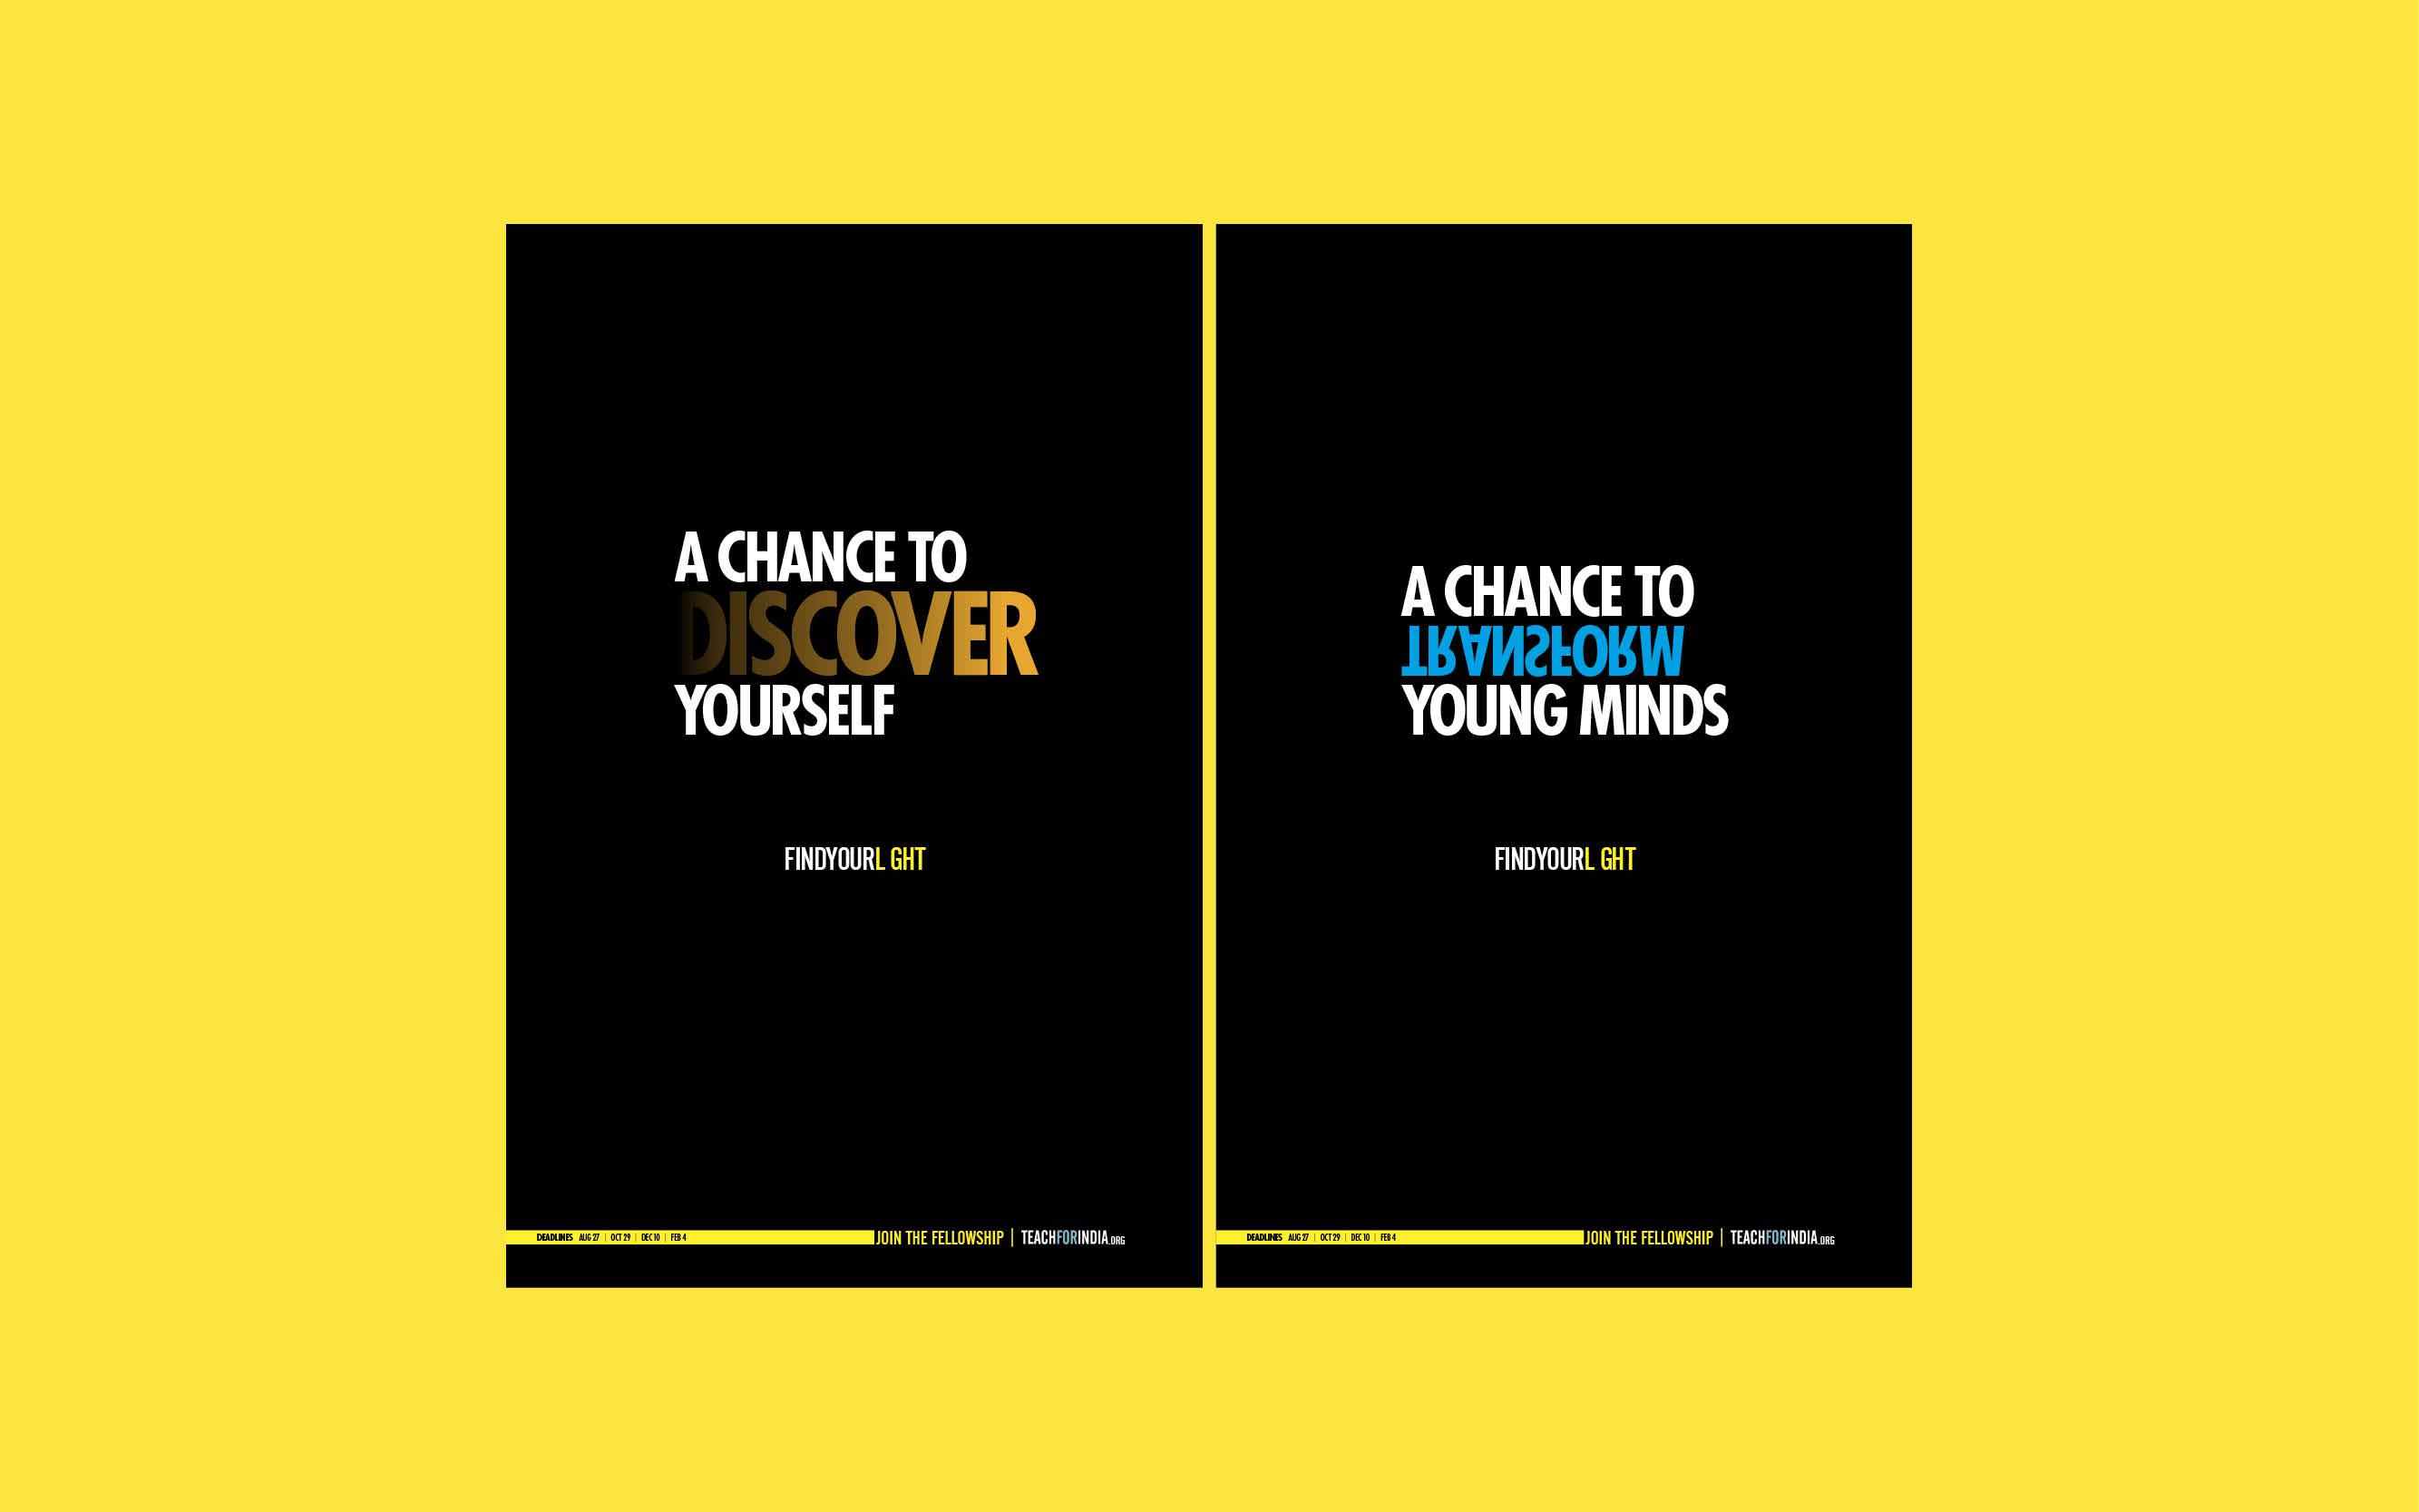 A CHANCE TO
DISCOVER
YOURSELF
FINDYOURL GHT
DEADLINES AUG 27 | OCT 29 | DEC 10 | FEB 4
JOIN THE FELLOWSHIP | TEACHFORINDIA.ORG
A CHANCE TO
TRANSFORM
YOUNG MINDS
FINDYOURL GHT
DEADLINES AUG 27 | OCT 29 | DEC 10 | FEB 4
JOIN THE FELLOWSHIP | TEACHFORINDIA.ORG